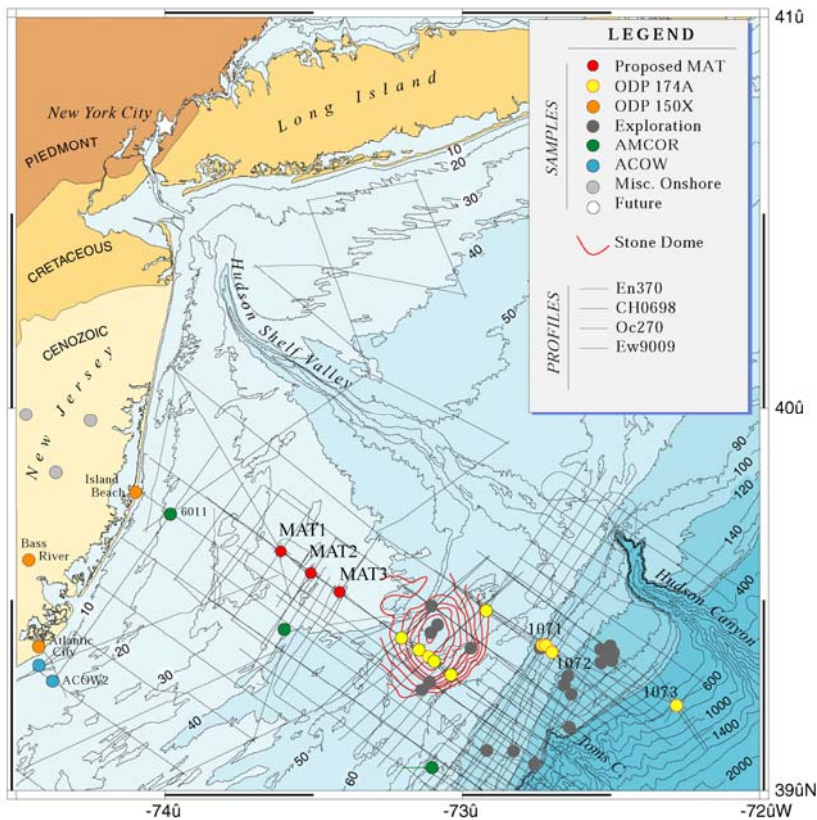 41û
LEGEND
SAMPLES
Proposed MAT
ODP 174A
ODP 150X
Exploration
AMCOR
ACOW
Misc. Onshore
Future
Stone Dome
PROFILES
En370
CH0698
Oc270
Ew9009
New York City
Long Island
PIEDMONT
10
20
30
40
CRETACEOUS
50
Hudson Shelf Valley
CENOZOIC
New Jersey
40û
90
100
120
140
400
Island
Beach
6011
MAT1
MAT2
MAT3
Bass
River
Hudson Canyon
10
Atlantic
City
1071
1072
ACOW2
20
30
1073
600
1000
1400
2000
40
50
60
Toms C.
39ûN
-74û
-73û
-72ûW